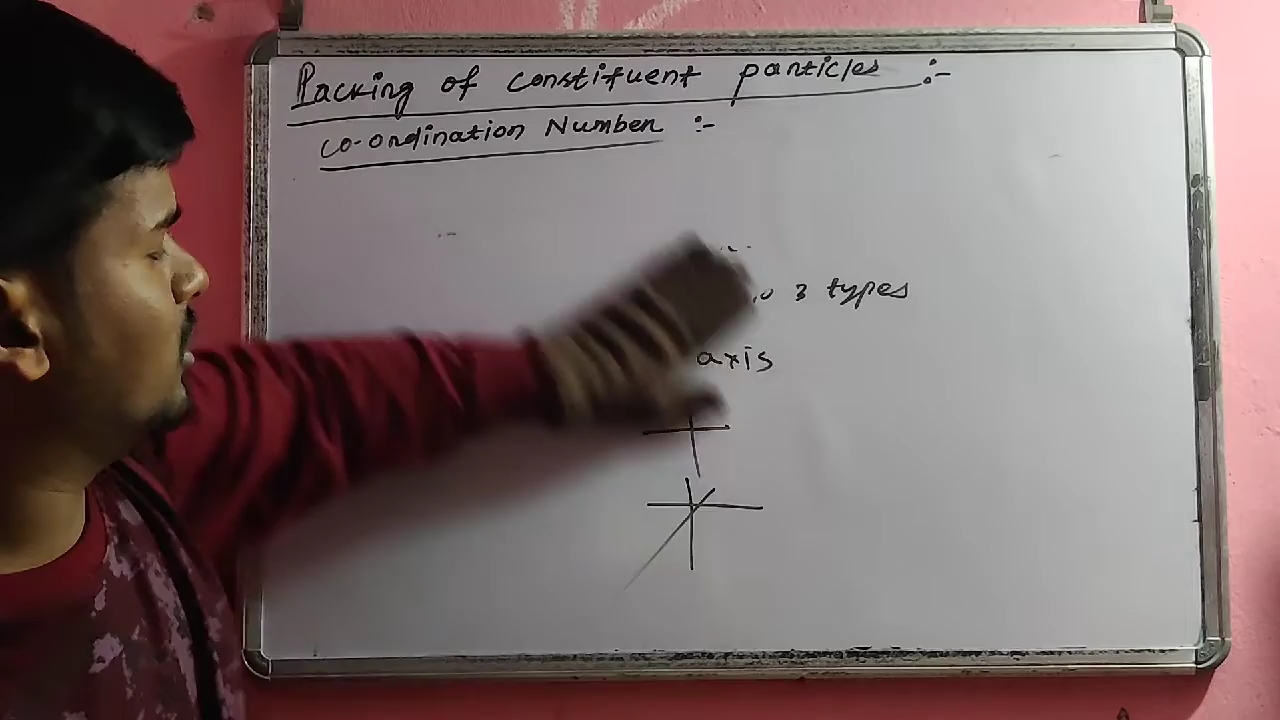 Packing of constituent particles :-
co-ordination Number :-
3 types
axis